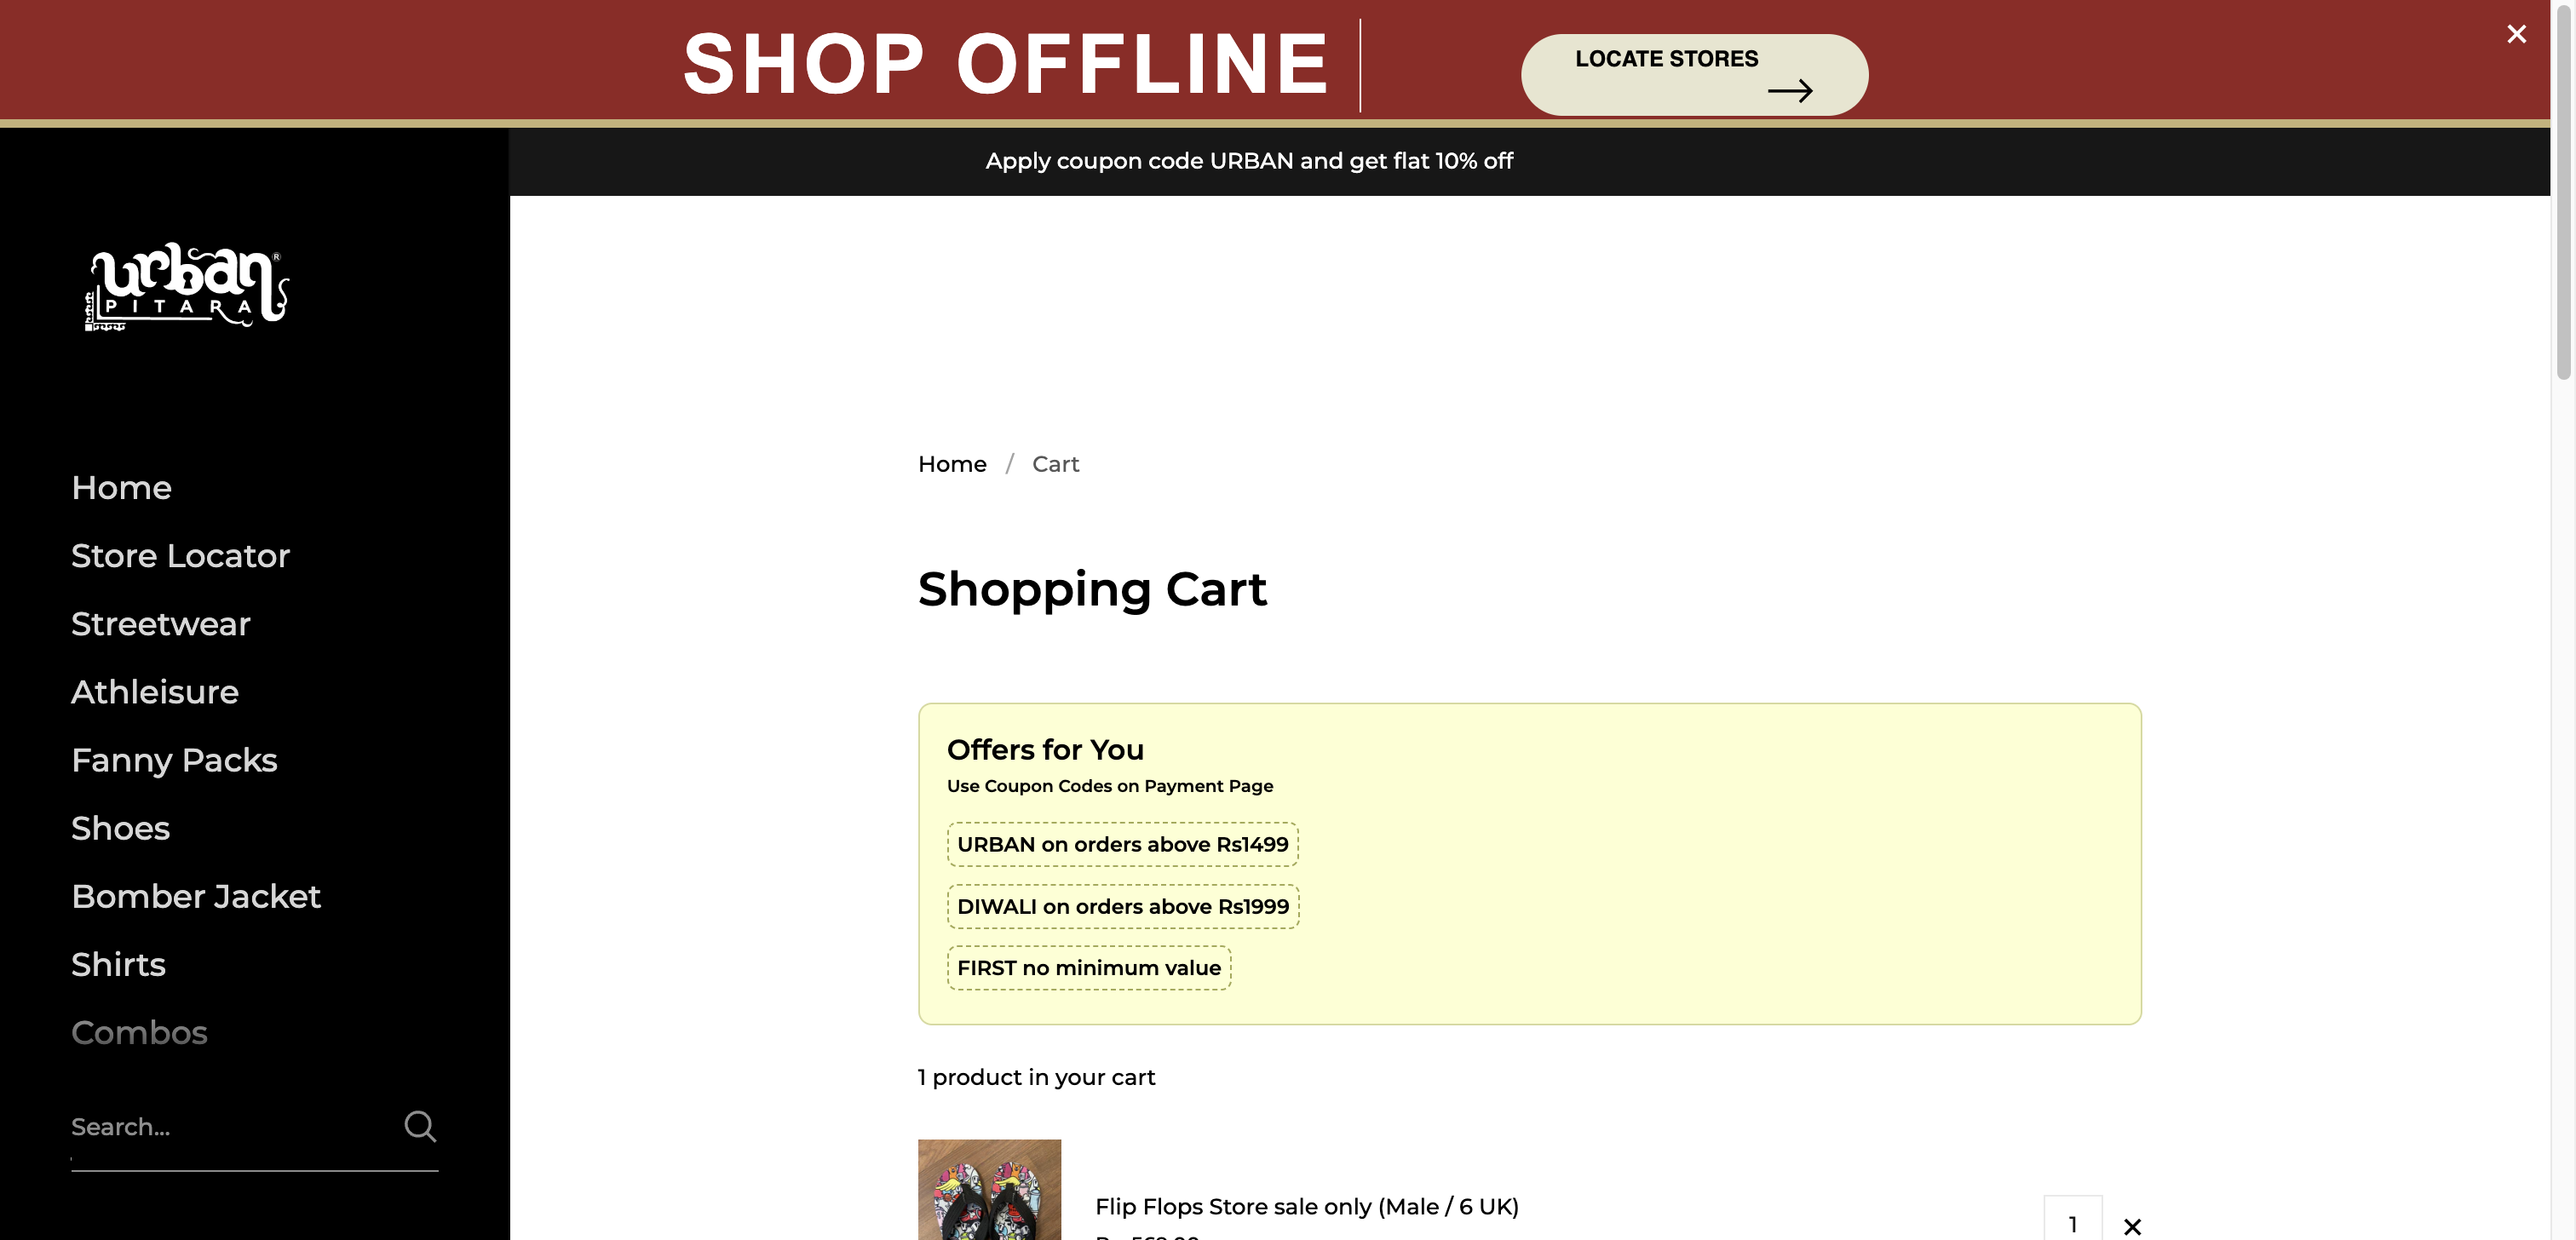 SHOP OFFLINE
LOCATE STORES
Apply coupon code URBAN and get flat 10% off
urban®
PITARA
Home
Store Locator
Streetwear
Athleisure
Fanny Packs
Shoes
Bomber Jacket
Shirts
Combos
Search...
Home / Cart
Shopping Cart
Offers for You
Use Coupon Codes on Payment Page
URBAN on orders above Rs1499
DIWALI on orders above Rs1999
FIRST no minimum value
1 product in your cart
Flip Flops Store sale only (Male / 6 UK)
1